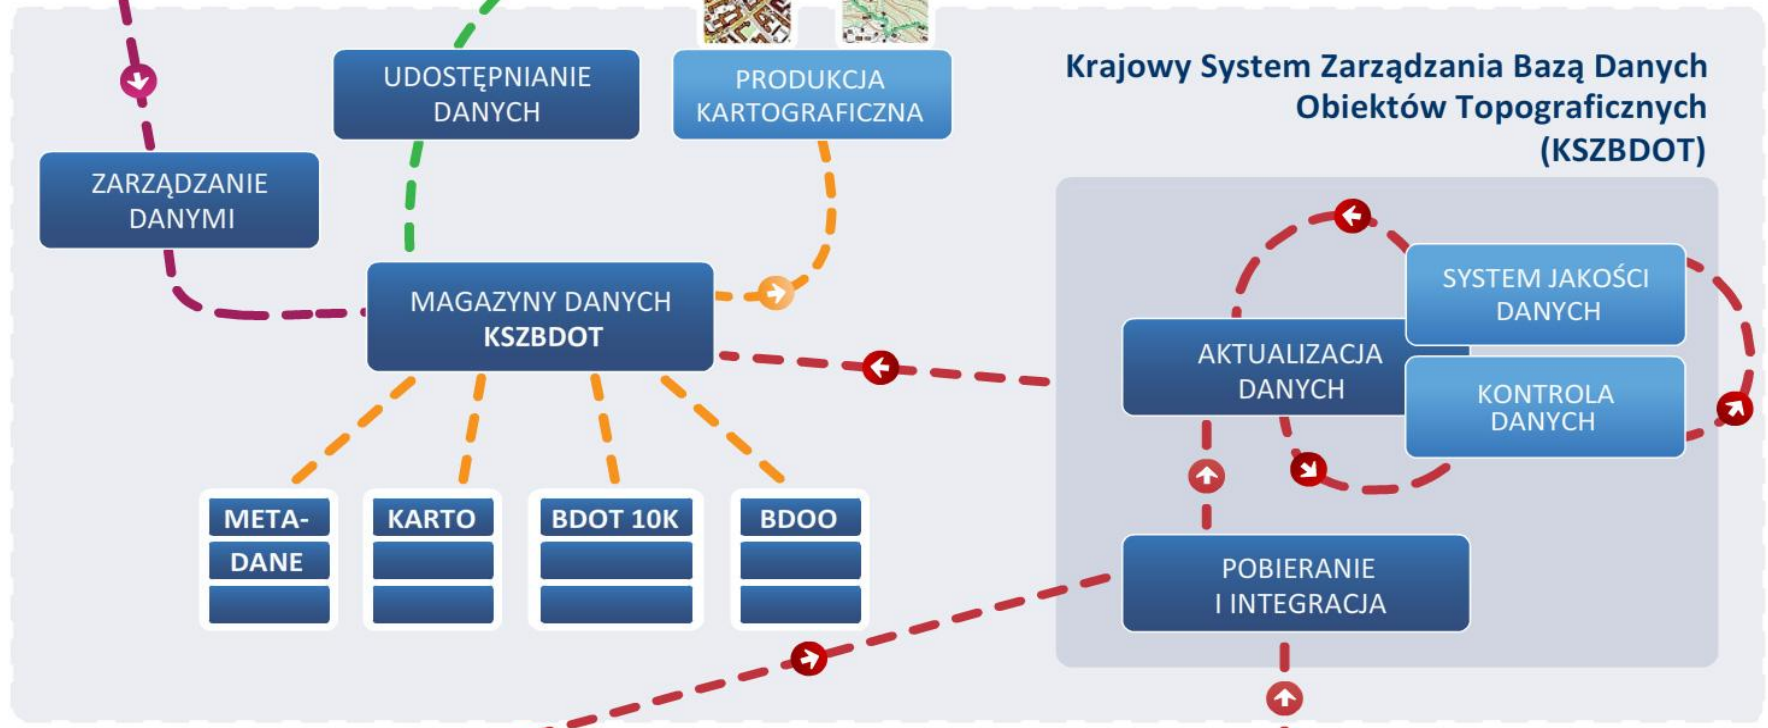 UDOSTĘPNIANIE
DANYCH
PRODUKCJA
KARTOGRAFICZNA
Krajowy System Zarządzania Bazą Danych
Obiektów Topograficznych
(KSZBDOT)
ZARZĄDZANIE
DANYMI
MAGAZYNY DANYCH
KSZBDOT
SYSTEM JAKOŚCI
DANYCH
AKTUALIZACJA
DANYCH
KONTROLA
DANYCH
META-
DANE
KARTO
BDOT 10K
BDOO
POBIERANIE
I INTEGRACJA